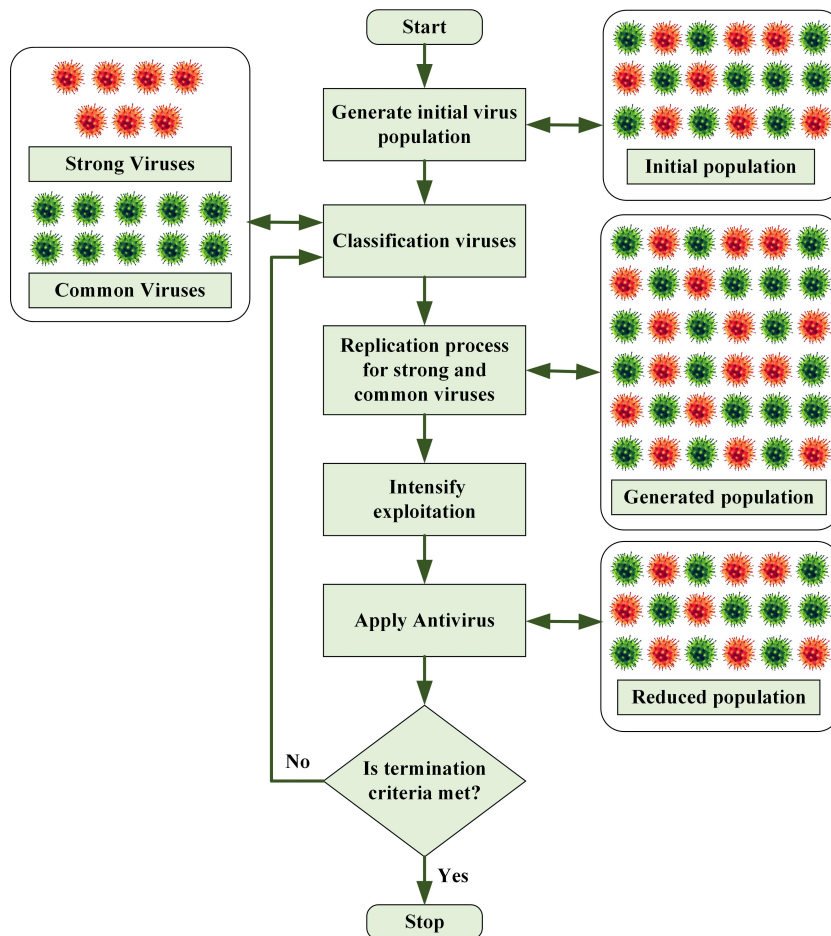 Start
Generate initial virus
population
Initial population
Strong Viruses
Common Viruses
Classification viruses
Replication process
for strong and
common viruses
Generated population
Intensify
exploitation
Apply Antivirus
Reduced population
Is termination
criteria met?
No
Yes
Stop